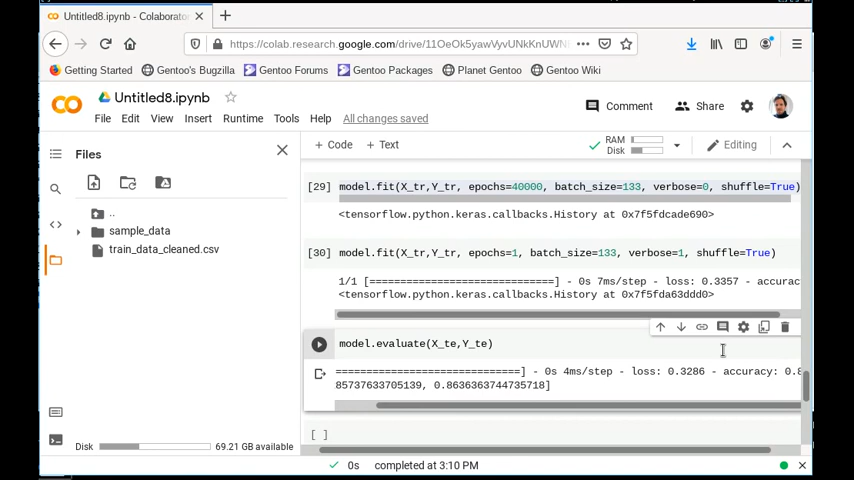 Untitled8.ipynb - Colaborato
https://colab.research.google.com/drive/11OeOk5yawVyvUNkKnUWN
Getting Started Gentoo's Bugzilla Gentoo Forums Gentoo Packages Planet Gentoo Gentoo Wiki
Untitled8.ipynb
Comment Share
File Edit View Insert Runtime Tools Help All changes saved
Files
+ Code + Text
RAM
Disk
Editing
..
sample_data
train_data_cleaned.csv
[29] model.fit(X_tr,Y_tr, epochs=40000, batch_size=133, verbose=0, shuffle=True)
<tensorflow.python.keras.callbacks.History at 0x7f5fdcade690>
[30] model.fit(X_tr,Y_tr, epochs=1, batch_size=133, verbose=1, shuffle=True)
1/1 [==============================] - 0s 7ms/step - loss: 0.3357 - accurac
<tensorflow.python.keras.callbacks.History at 0x7f5fda63ddd0>
model.evaluate(X_te,Y_te)
=============================] - 0s 4ms/step - loss: 0.3286 - accuracy: 0.8
85737633705139, 0.8636363744735718]
[ ]
Disk 69.21 GB available
0s completed at 3:10 PM